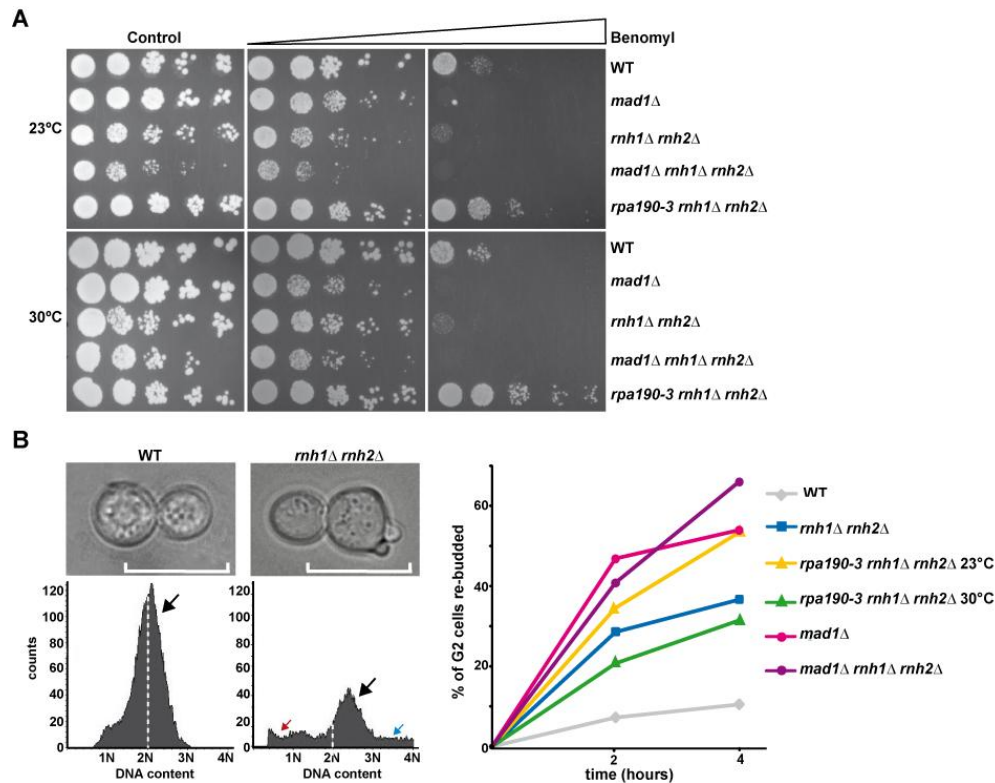 A
Control
Benomyl
23°C
WT
mad1Δ
rnh1Δ rnh2Δ
mad1Δ rnh1Δ rnh2Δ
rpa190-3 rnh1Δ rnh2Δ
30°C
WT
mad1Δ
rnh1Δ rnh2Δ
mad1Δ rnh1Δ rnh2Δ
rpa190-3 rnh1Δ rnh2Δ
B
WT
rnh1Δ rnh2Δ
counts
120
100
80
60
40
20
0
1N 2N 3N 4N
DNA content
120
100
80
60
40
20
0
1N 2N 3N 4N
DNA content
% of G2 cells re-budded
60
40
20
0
2 4
time (hours)
WT
rnh1Δ rnh2Δ
rpa190-3 rnh1Δ rnh2Δ 23°C
rpa190-3 rnh1Δ rnh2Δ 30°C
mad1Δ
mad1Δ rnh1Δ rnh2Δ